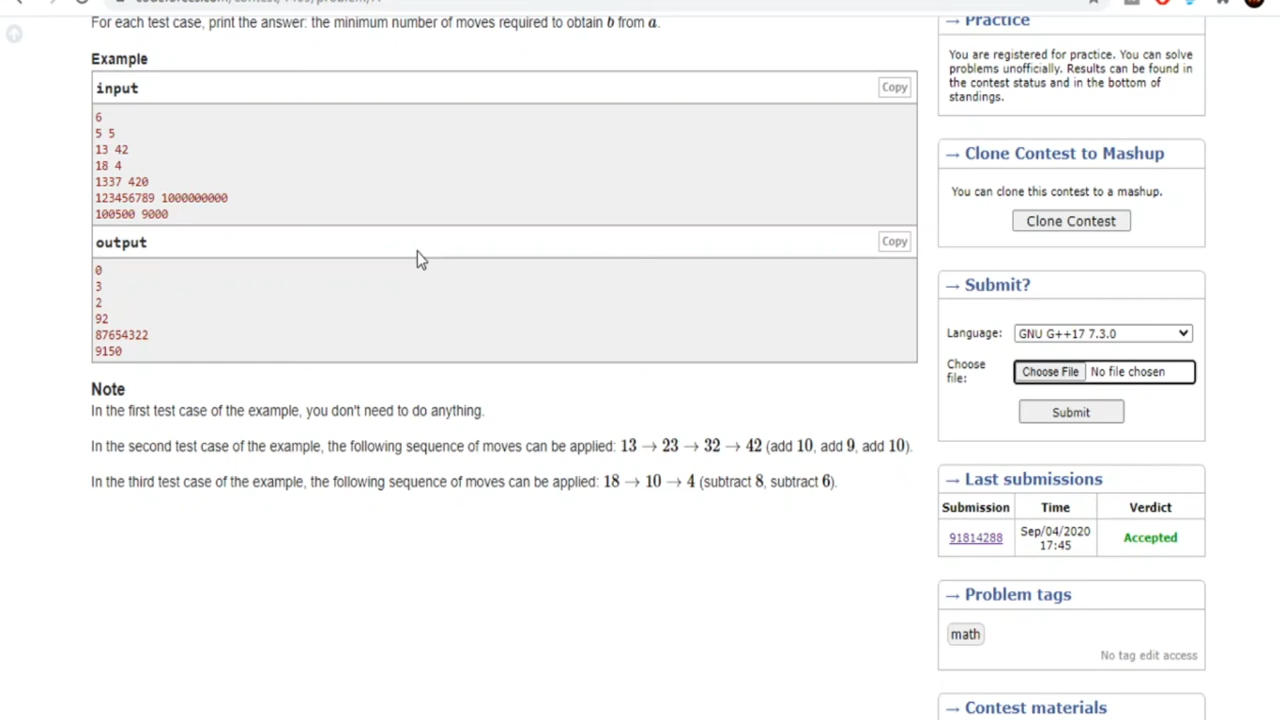 For each test case, print the answer: the minimum number of moves required to obtain b from a.
Example
input
Copy
6
5 5
13 42
18 4
1337 420
123456789 1000000000
100500 9000
output
Copy
0
3
2
92
87654322
9150
Note
In the first test case of the example, you don't need to do anything.
In the second test case of the example, the following sequence of moves can be applied: 13 → 23 → 32 → 42 (add 10, add 9, add 10).
In the third test case of the example, the following sequence of moves can be applied: 18 → 10 → 4 (subtract 8, subtract 6).
→ Practice
You are registered for practice. You can solve
problems unofficially. Results can be found in
the contest status and in the bottom of
standings.
→ Clone Contest to Mashup
You can clone this contest to a mashup.
Clone Contest
→ Submit?
Language: GNU G++17 7.3.0
Choose
file:
Choose File No file chosen
Submit
→ Last submissions
Submission Time Verdict
91814288 Sep/04/2020
17:45
Accepted
→ Problem tags
math
No tag edit access
→ Contest materials